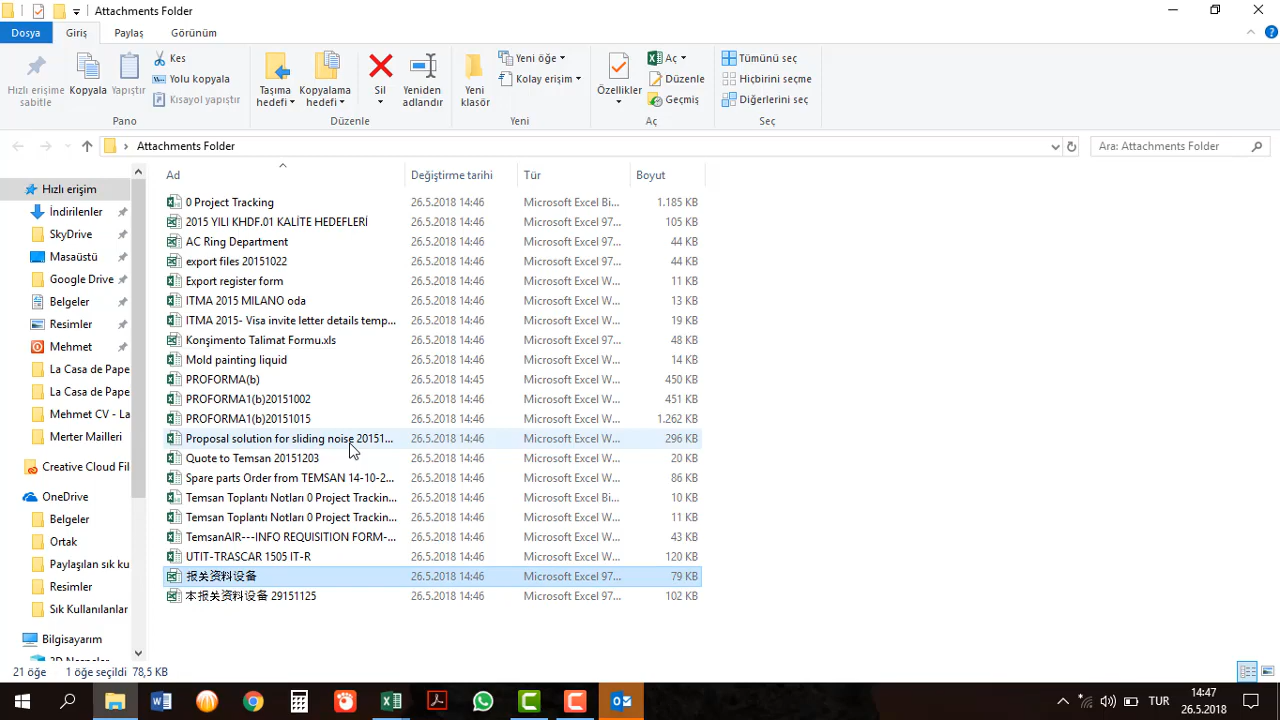 Attachments Folder
Dosya Giriş Paylaş Görünüm
Hızlı erişime sabitle
Kopyala
Yapıştır
Kes
Yolu kopyala
Kısayol yapıştır
Pano
Taşıma hedefi
Kopyalama hedefi
Sil
Yeniden adlandır
Düzenle
Yeni klasör
Yeni öğe
Kolay erişim
Yeni
Özellikler
Aç
Düzenle
Geçmiş
Aç
Tümünü seç
Hiçbirini seçme
Diğerlerini seç
Seç
Attachments Folder
Ara: Attachments Folder
Hızlı erişim
İndirilenler
SkyDrive
Masaüstü
Google Drive
Belgeler
Resimler
Mehmet
La Casa de Pape
La Casa de Pape
Mehmet CV - La
Merter Mailleri
Creative Cloud Fil
OneDrive
Belgeler
Ortak
Paylaşılan sık ku
Resimler
Sık Kullanılanlar
Bilgisayarım
Ad Değiştirme tarihi Tür Boyut
0 Project Tracking 26.5.2018 14:46 Microsoft Excel Bi... 1.185 KB
2015 YILI KHDF.01 KALİTE HEDEFLERİ 26.5.2018 14:46 Microsoft Excel 97... 105 KB
AC Ring Department 26.5.2018 14:46 Microsoft Excel 97... 44 KB
export files 20151022 26.5.2018 14:46 Microsoft Excel 97... 44 KB
Export register form 26.5.2018 14:46 Microsoft Excel W... 11 KB
ITMA 2015 MILANO oda 26.5.2018 14:46 Microsoft Excel W... 13 KB
ITMA 2015- Visa invite letter details temp... 26.5.2018 14:46 Microsoft Excel W... 19 KB
Konşimento Talimat Formu.xls 26.5.2018 14:46 Microsoft Excel 97... 48 KB
Mold painting liquid 26.5.2018 14:46 Microsoft Excel W... 14 KB
PROFORMA(b) 26.5.2018 14:45 Microsoft Excel W... 450 KB
PROFORMA1(b)20151002 26.5.2018 14:46 Microsoft Excel W... 451 KB
PROFORMA1(b)20151015 26.5.2018 14:46 Microsoft Excel W... 1.262 KB
Proposal solution for sliding noise 20151... 26.5.2018 14:46 Microsoft Excel W... 296 KB
Quote to Temsan 20151203 26.5.2018 14:46 Microsoft Excel W... 20 KB
Spare parts Order from TEMSAN 14-10-2... 26.5.2018 14:46 Microsoft Excel W... 86 KB
Temsan Toplantı Notları 0 Project Trackin... 26.5.2018 14:46 Microsoft Excel Bi... 10 KB
Temsan Toplantı Notları 0 Project Trackin... 26.5.2018 14:46 Microsoft Excel W... 11 KB
TemsanAIR---INFO REQUISITION FORM-... 26.5.2018 14:46 Microsoft Excel W... 43 KB
UTIT-TRASCAR 1505 IT-R 26.5.2018 14:46 Microsoft Excel W... 120 KB
报关资料设备 26.5.2018 14:46 Microsoft Excel 97... 79 KB
本报关资料设备 29151125 26.5.2018 14:46 Microsoft Excel 97... 102 KB
21 öğe 1 öğe seçildi 78,5 KB
TUR
14:47
26.5.2018